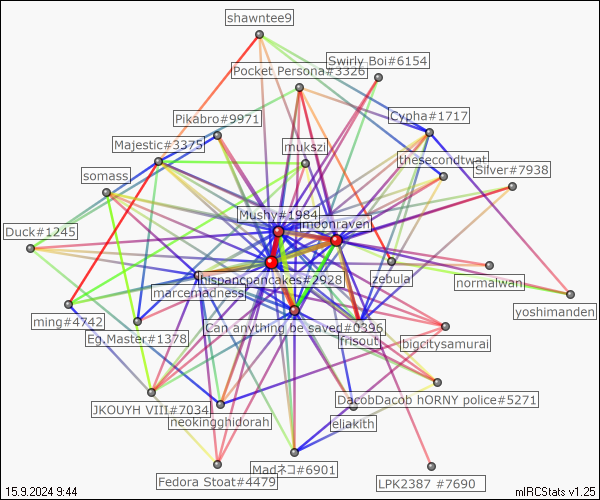 shawntee9
Swirly Boi#6154
Pocket Persona#3326
Pikabro#9971
Cypha#1717
Majestic#3375
mukszi
thesecondtwat
somass
Silver#7938
Mushy#1984
moonraven
Duck#1245
hispancpancakes#2928
zebula
normalwan
marcemadness
yoshimanden
ming#4742
Can anything be saved#0396
Eg.Master#1378
frisout
bigcitysamurai
JKOUYH VIII#7034
DacobDacob hORNY police#5271
neokingghidorah
eliakith
Madネコ#6901
Fedora Stoat#4479
LPK2387 #7690
15.9.2024 9:44
mIRCStats v1.25